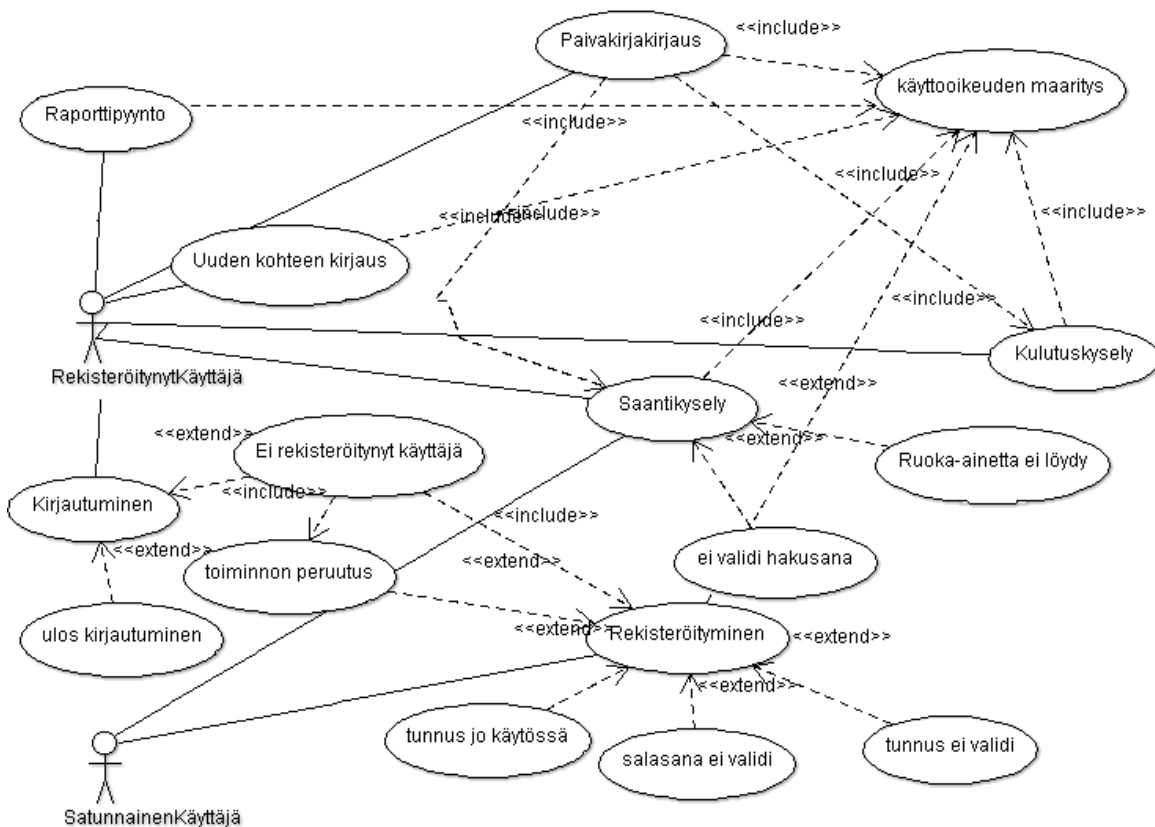 <<include>>
Paivakirjakirjaus
käyttooikeuden maaritys
Raporttipyynto
<<include>>
<<include>>
<<include>>
<<include>>
<<include>>
Uuden kohteen kirjaus
<<include>>
<<include>>
Kulutuskysely
RekisteröitynytKäyttäjä
<<extend>>
Saantikysely
<<extend>>
<<extend>>
Ei rekisteröitynyt käyttäjä
Ruoka-ainetta ei löydy
<<include>>
Kirjautuminen
<<include>>
<<extend>>
<<extend>>
ei validi hakusana
toiminnon peruutus
<<extend>>
Rekisteröityminen
<<extend>>
ulos kirjautuminen
<<extend>>
tunnus jo käytössä
tunnus ei validi
salasana ei validi
SatunnainenKäyttäjä